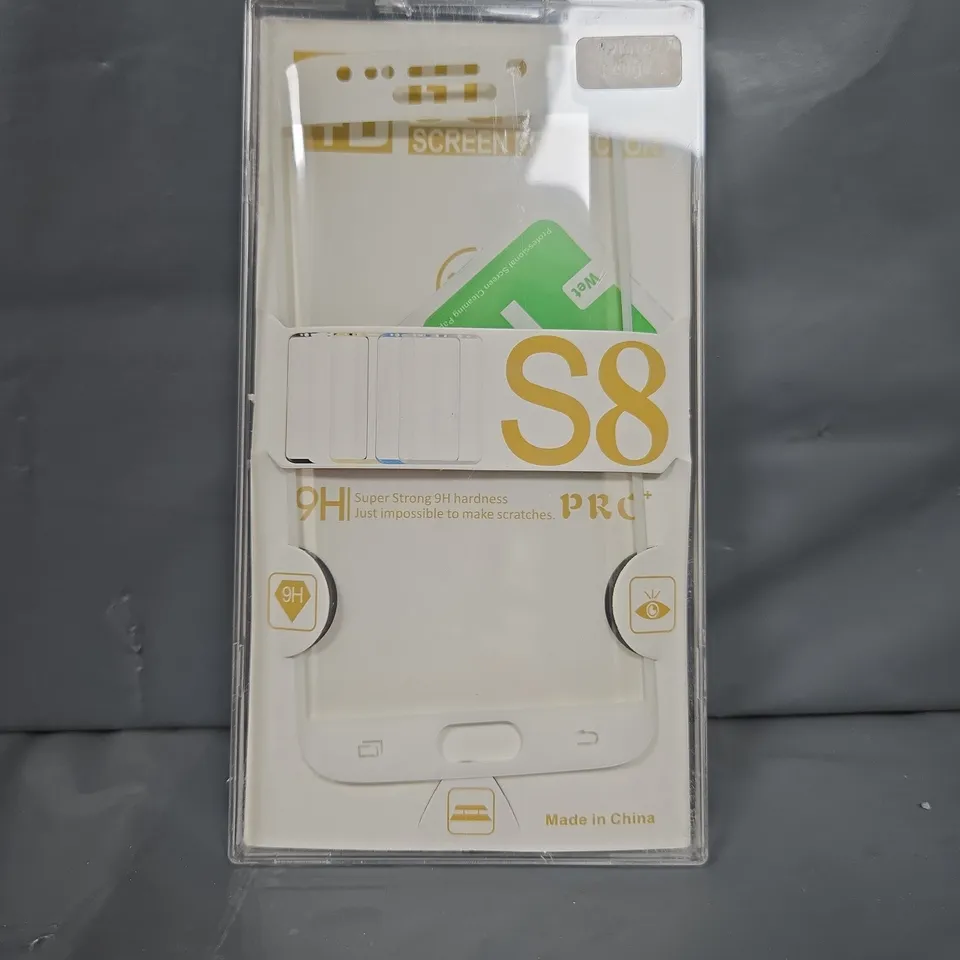 SCREEN
Professional Screen Cleaning
Wet
S8
9H
Super Strong 9H hardness
Just impossible to make scratches.
PRC+
9H
Made in China